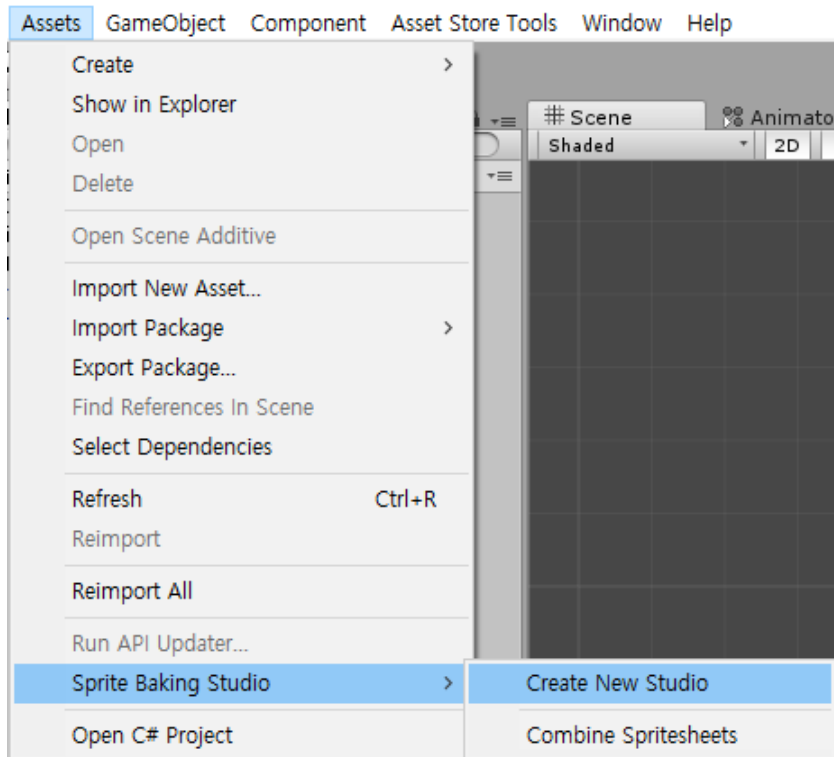 Assets GameObject Component Asset Store Tools Window Help
Create
Show in Explorer
Open
Delete
Open Scene Additive
Import New Asset...
Import Package
Export Package...
Find References In Scene
Select Dependencies
Refresh Ctrl+R
Reimport
Reimport All
Run API Updater...
Sprite Baking Studio
Open C# Project
Create New Studio
Combine Spritesheets
Scene Animato
Shaded 2D